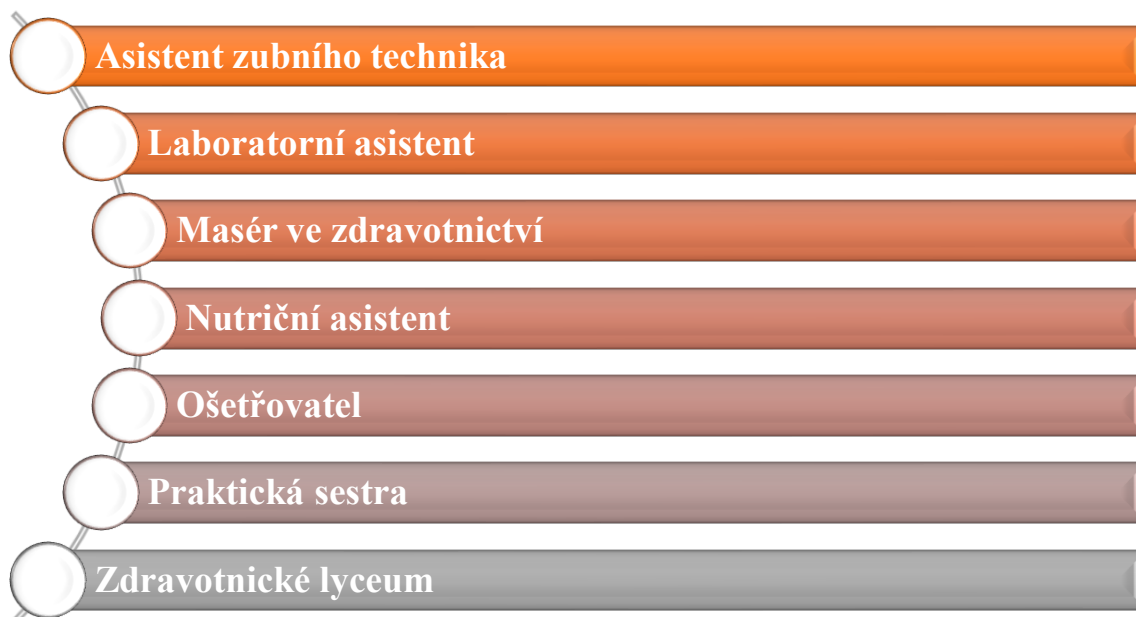 Asistent zubního technika
Laboratorní asistent
Masér ve zdravotnictví
Nutriční asistent
Ošetřovatel
Praktická sestra
Zdravotnické lyceum